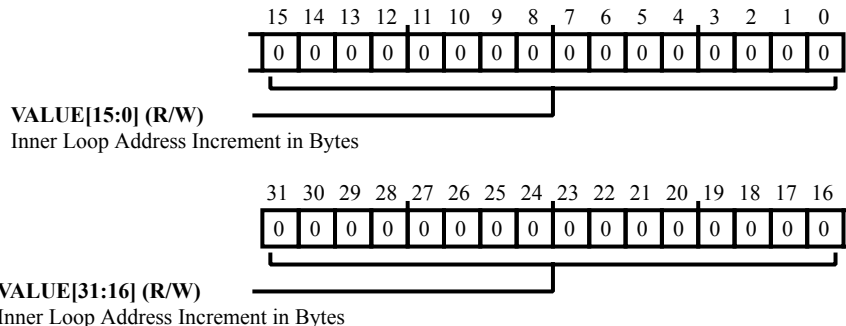 15 14 13 12 11 10 9 8 7 6 5 4 3 2 1 0
0 0 0 0 0 0 0 0 0 0 0 0 0 0 0 0
VALUE[15:0] (R/W)
Inner Loop Address Increment in Bytes
31 30 29 28 27 26 25 24 23 22 21 20 19 18 17 16
0 0 0 0 0 0 0 0 0 0 0 0 0 0 0 0
VALUE[31:16] (R/W)
Inner Loop Address Increment in Bytes